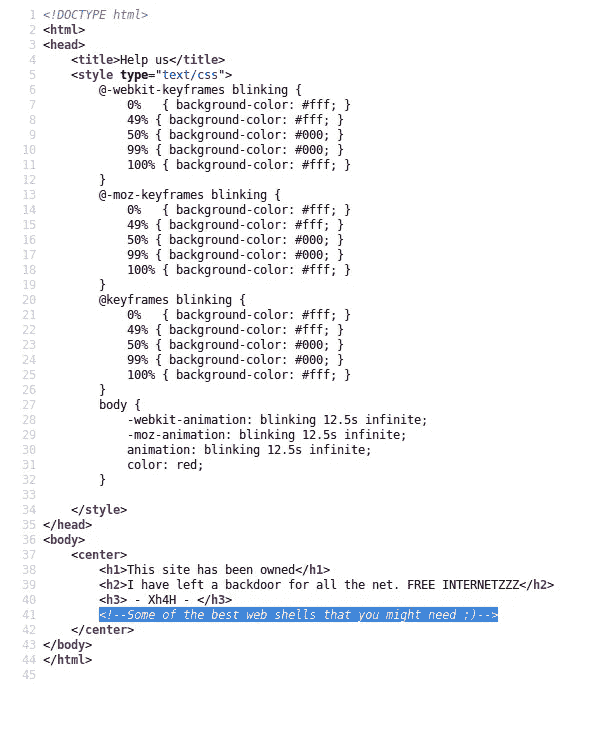 1 <!DOCTYPE html>
2 <html>
3 <head>
4     <title>Help us</title>
5     <style type="text/css">
6         @-webkit-keyframes blinking {
7             0%   { background-color: #fff; }
8             49% { background-color: #fff; }
9             50% { background-color: #000; }
10             99% { background-color: #000; }
11             100% { background-color: #fff; }
12         }
13         @-moz-keyframes blinking {
14             0%   { background-color: #fff; }
15             49% { background-color: #fff; }
16             50% { background-color: #000; }
17             99% { background-color: #000; }
18             100% { background-color: #fff; }
19         }
20         @keyframes blinking {
21             0%   { background-color: #fff; }
22             49% { background-color: #fff; }
23             50% { background-color: #000; }
24             99% { background-color: #000; }
25             100% { background-color: #fff; }
26         }
27         body {
28             -webkit-animation: blinking 12.5s infinite;
29             -moz-animation: blinking 12.5s infinite;
30             animation: blinking 12.5s infinite;
31             color: red;
32         }
33
34     </style>
35 </head>
36 <body>
37     <center>
38         <h1>This site has been owned</h1>
39         <h2>I have left a backdoor for all the net. FREE INTERNETZZZ</h2>
40         <h3> - Xh4H - </h3>
41         <!--Some of the best web shells that you might need ;)-->
42     </center>
43 </body>
44 </html>
45